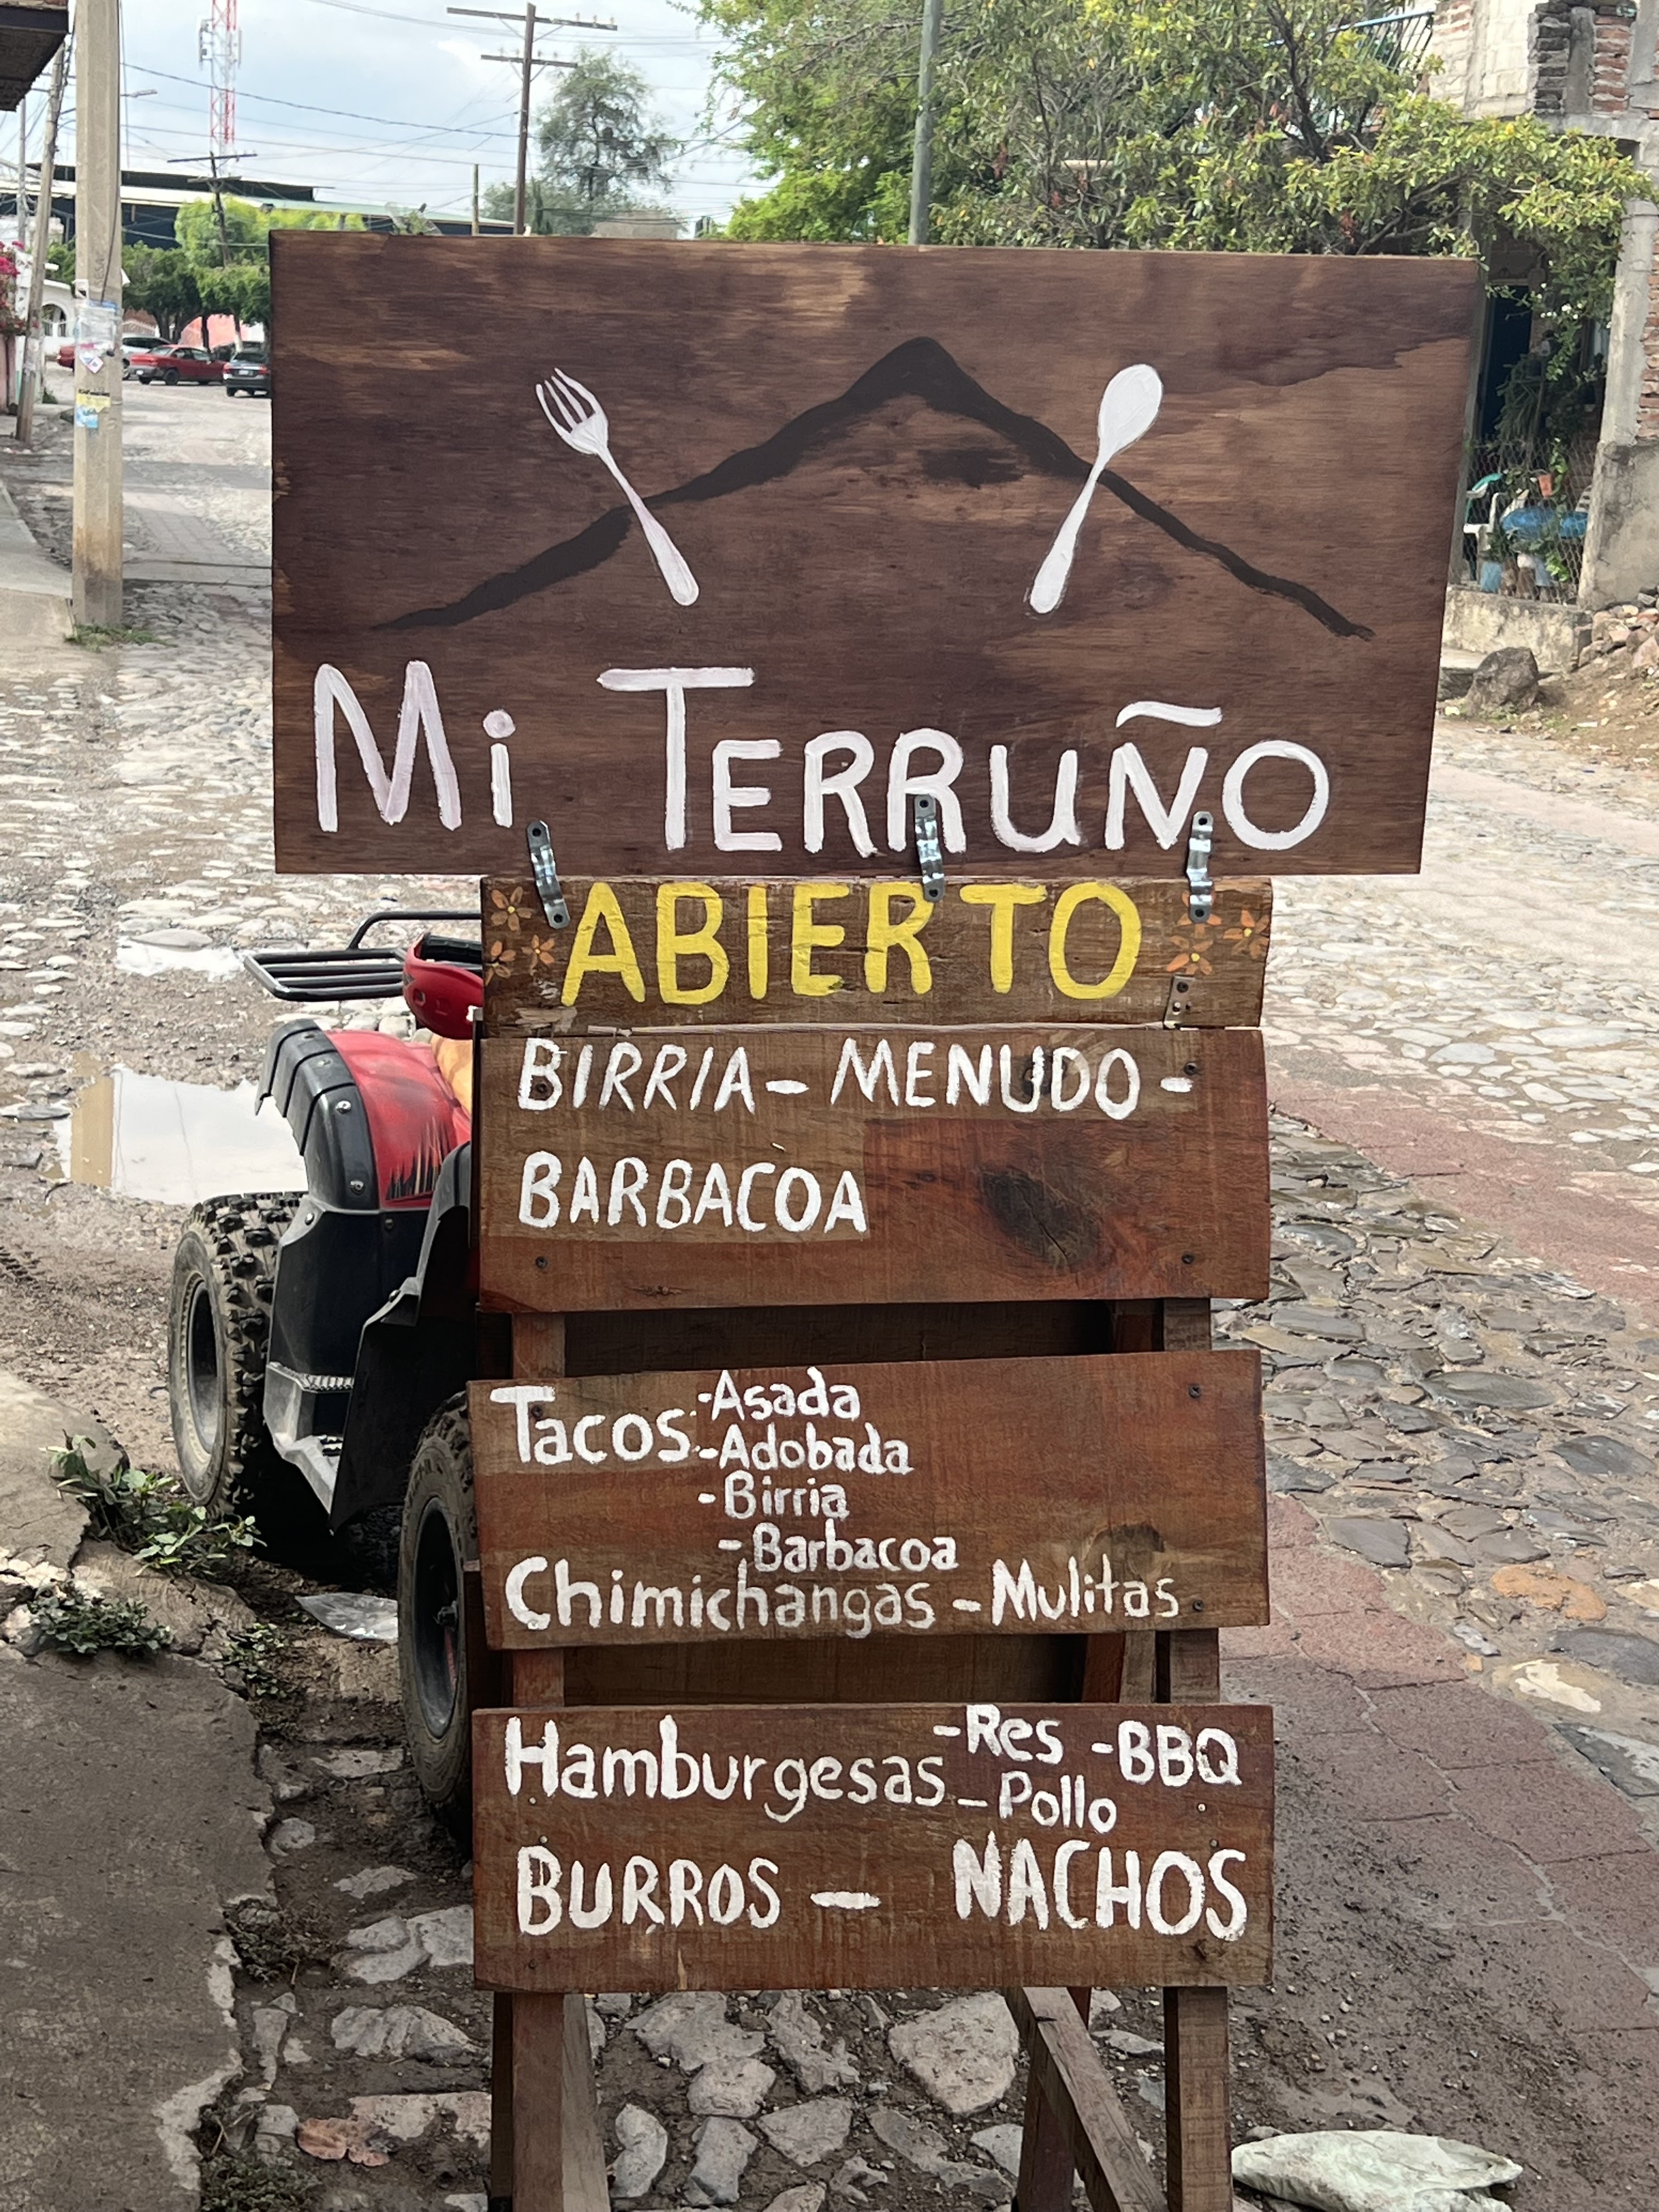 Mi TERRUÑO
ABIERTO
BIRRIA - MENUDO -
BARBACOA
Tacos: -Asada
-Adobada
-Birria
-Barbacoa
Chimichangas - Mulitas
Hamburgesas -Res -BBQ
-Pollo
BURROS - NACHOS